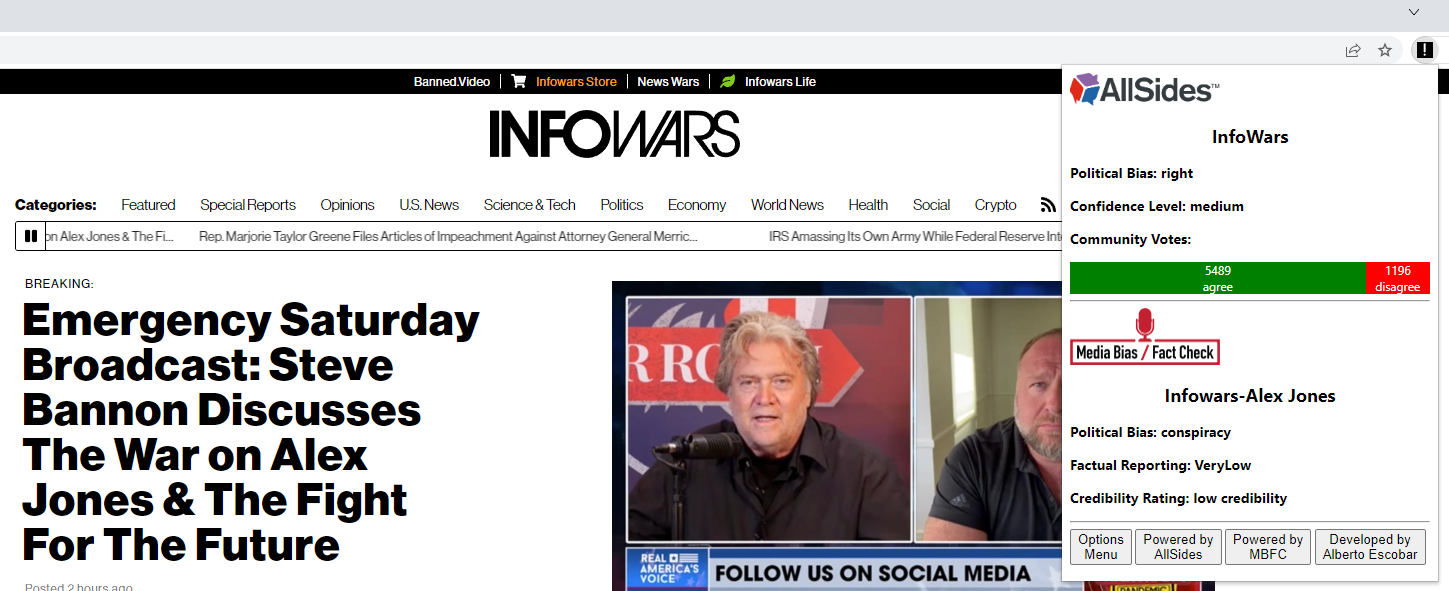 Banned.Video
Infowars Store
News Wars
Infowars Life
INFOWARS
Categories: Featured Special Reports Opinions U.S. News Science & Tech Politics Economy World News Health Social Crypto
on Alex Jones & The Fi... Rep. Marjorie Taylor Greene Files Articles of Impeachment Against Attorney General Merric... IRS Amassing Its Own Army While Federal Reserve Int
BREAKING:
Emergency Saturday
Broadcast: Steve
Bannon Discusses
The War on Alex
Jones & The Fight
For The Future
Posted 2 hours ago
R RO
REAL
AMERICA'S
VOICE
FOLLOW US ON SOCIAL MEDIA
PANDEMIC
AllSides™
InfoWars
Political Bias: right
Confidence Level: medium
Community Votes:
5489
agree
1196
disagree
Media Bias / Fact Check
Infowars-Alex Jones
Political Bias: conspiracy
Factual Reporting: VeryLow
Credibility Rating: low credibility
Options
Menu
Powered by
AllSides
Powered by
MBFC
Developed by
Alberto Escobar